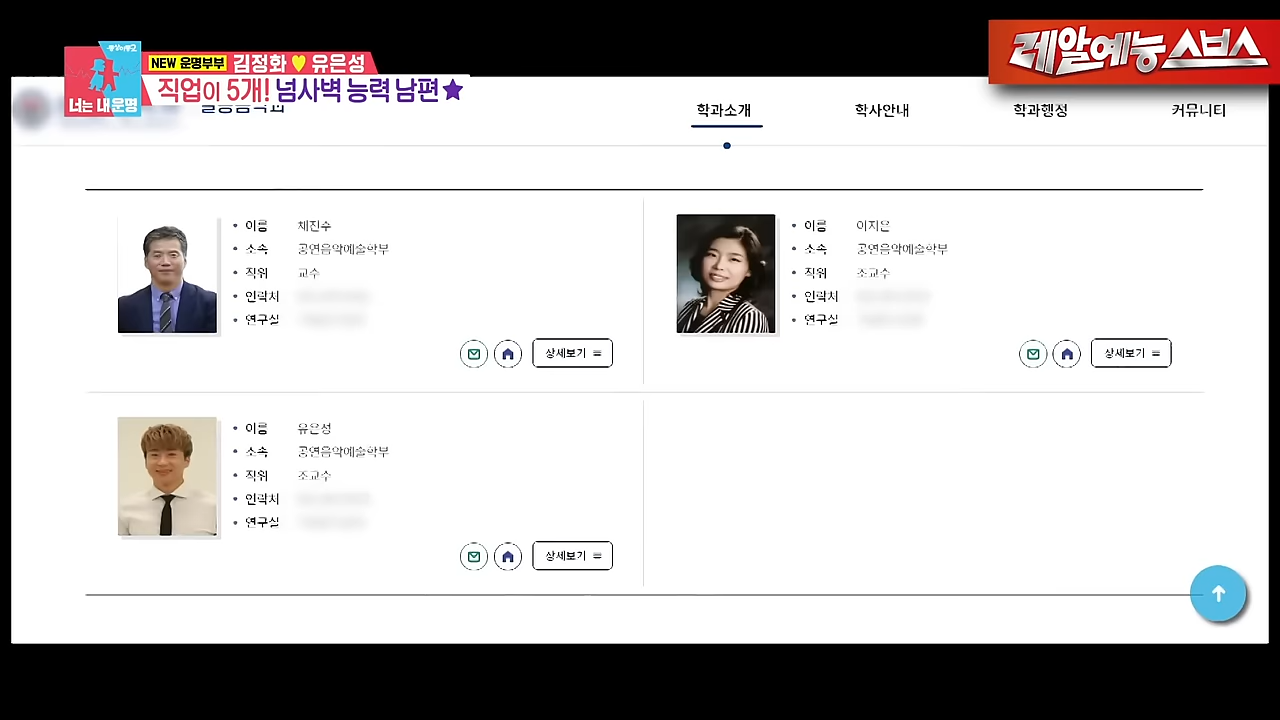 동상이몽2
너는 내 운명
NEW 운명부부 김정화 유은성
직업이 5개! 넘사벽 능력 남편
레알예능 스브스
학과소개
학사안내
학과행정
커뮤니티
이름 채진수
소속 공연음악예술학부
직위 교수
연락처
연구실
상세보기
이름 이지은
소속 공연음악예술학부
직위 조교수
연락처
연구실
상세보기
이름 유은성
소속 공연음악예술학부
직위 조교수
연락처
연구실
상세보기